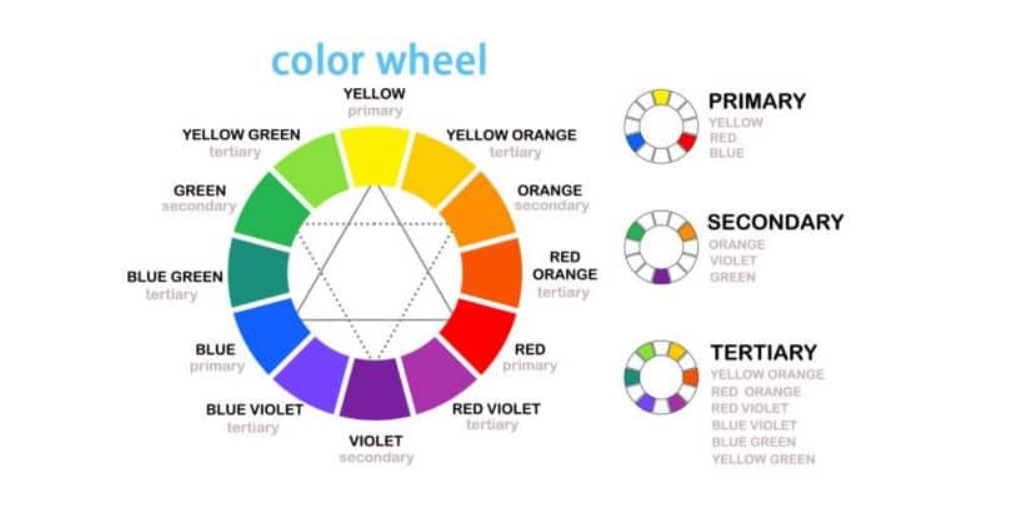 color wheel
YELLOW
primary
YELLOW GREEN
tertiary
YELLOW ORANGE
tertiary
GREEN
secondary
ORANGE
secondary
BLUE GREEN
tertiary
RED
ORANGE
tertiary
BLUE
primary
RED
primary
BLUE VIOLET
tertiary
RED VIOLET
tertiary
VIOLET
secondary
PRIMARY
YELLOW
RED
BLUE
SECONDARY
ORANGE
VIOLET
GREEN
TERTIARY
YELLOW ORANGE
RED ORANGE
RED VIOLET
BLUE VIOLET
BLUE GREEN
YELLOW GREEN